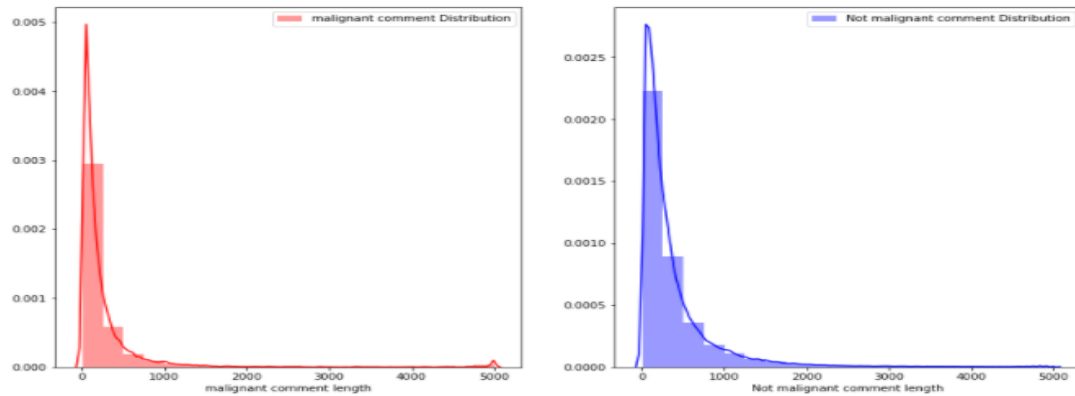 malignant comment Distribution
0.005
0.004
0.003
0.002
0.001
0.000
0 1000 2000 3000 4000 5000
malignant comment length
Not malignant comment Distribution
0.0025
0.0020
0.0015
0.0010
0.0005
0.0000
0 1000 2000 3000 4000 5000
Not malignant comment length